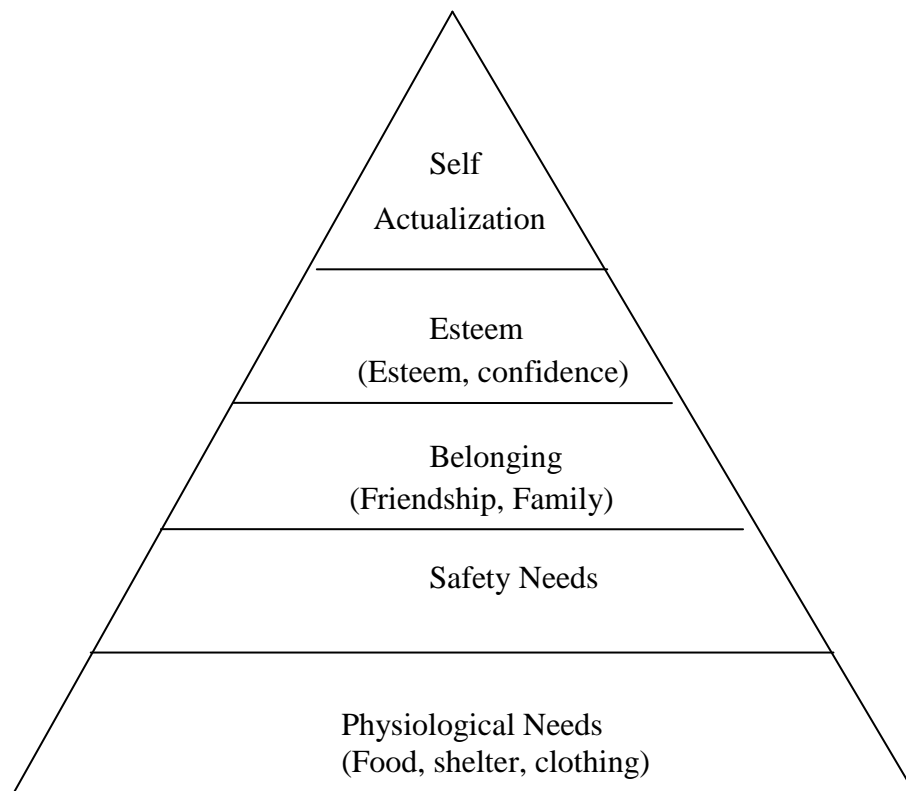 Self
Actualization
Esteem
(Esteem, confidence)
Belonging
(Friendship, Family)
Safety Needs
Physiological Needs
(Food, shelter, clothing)